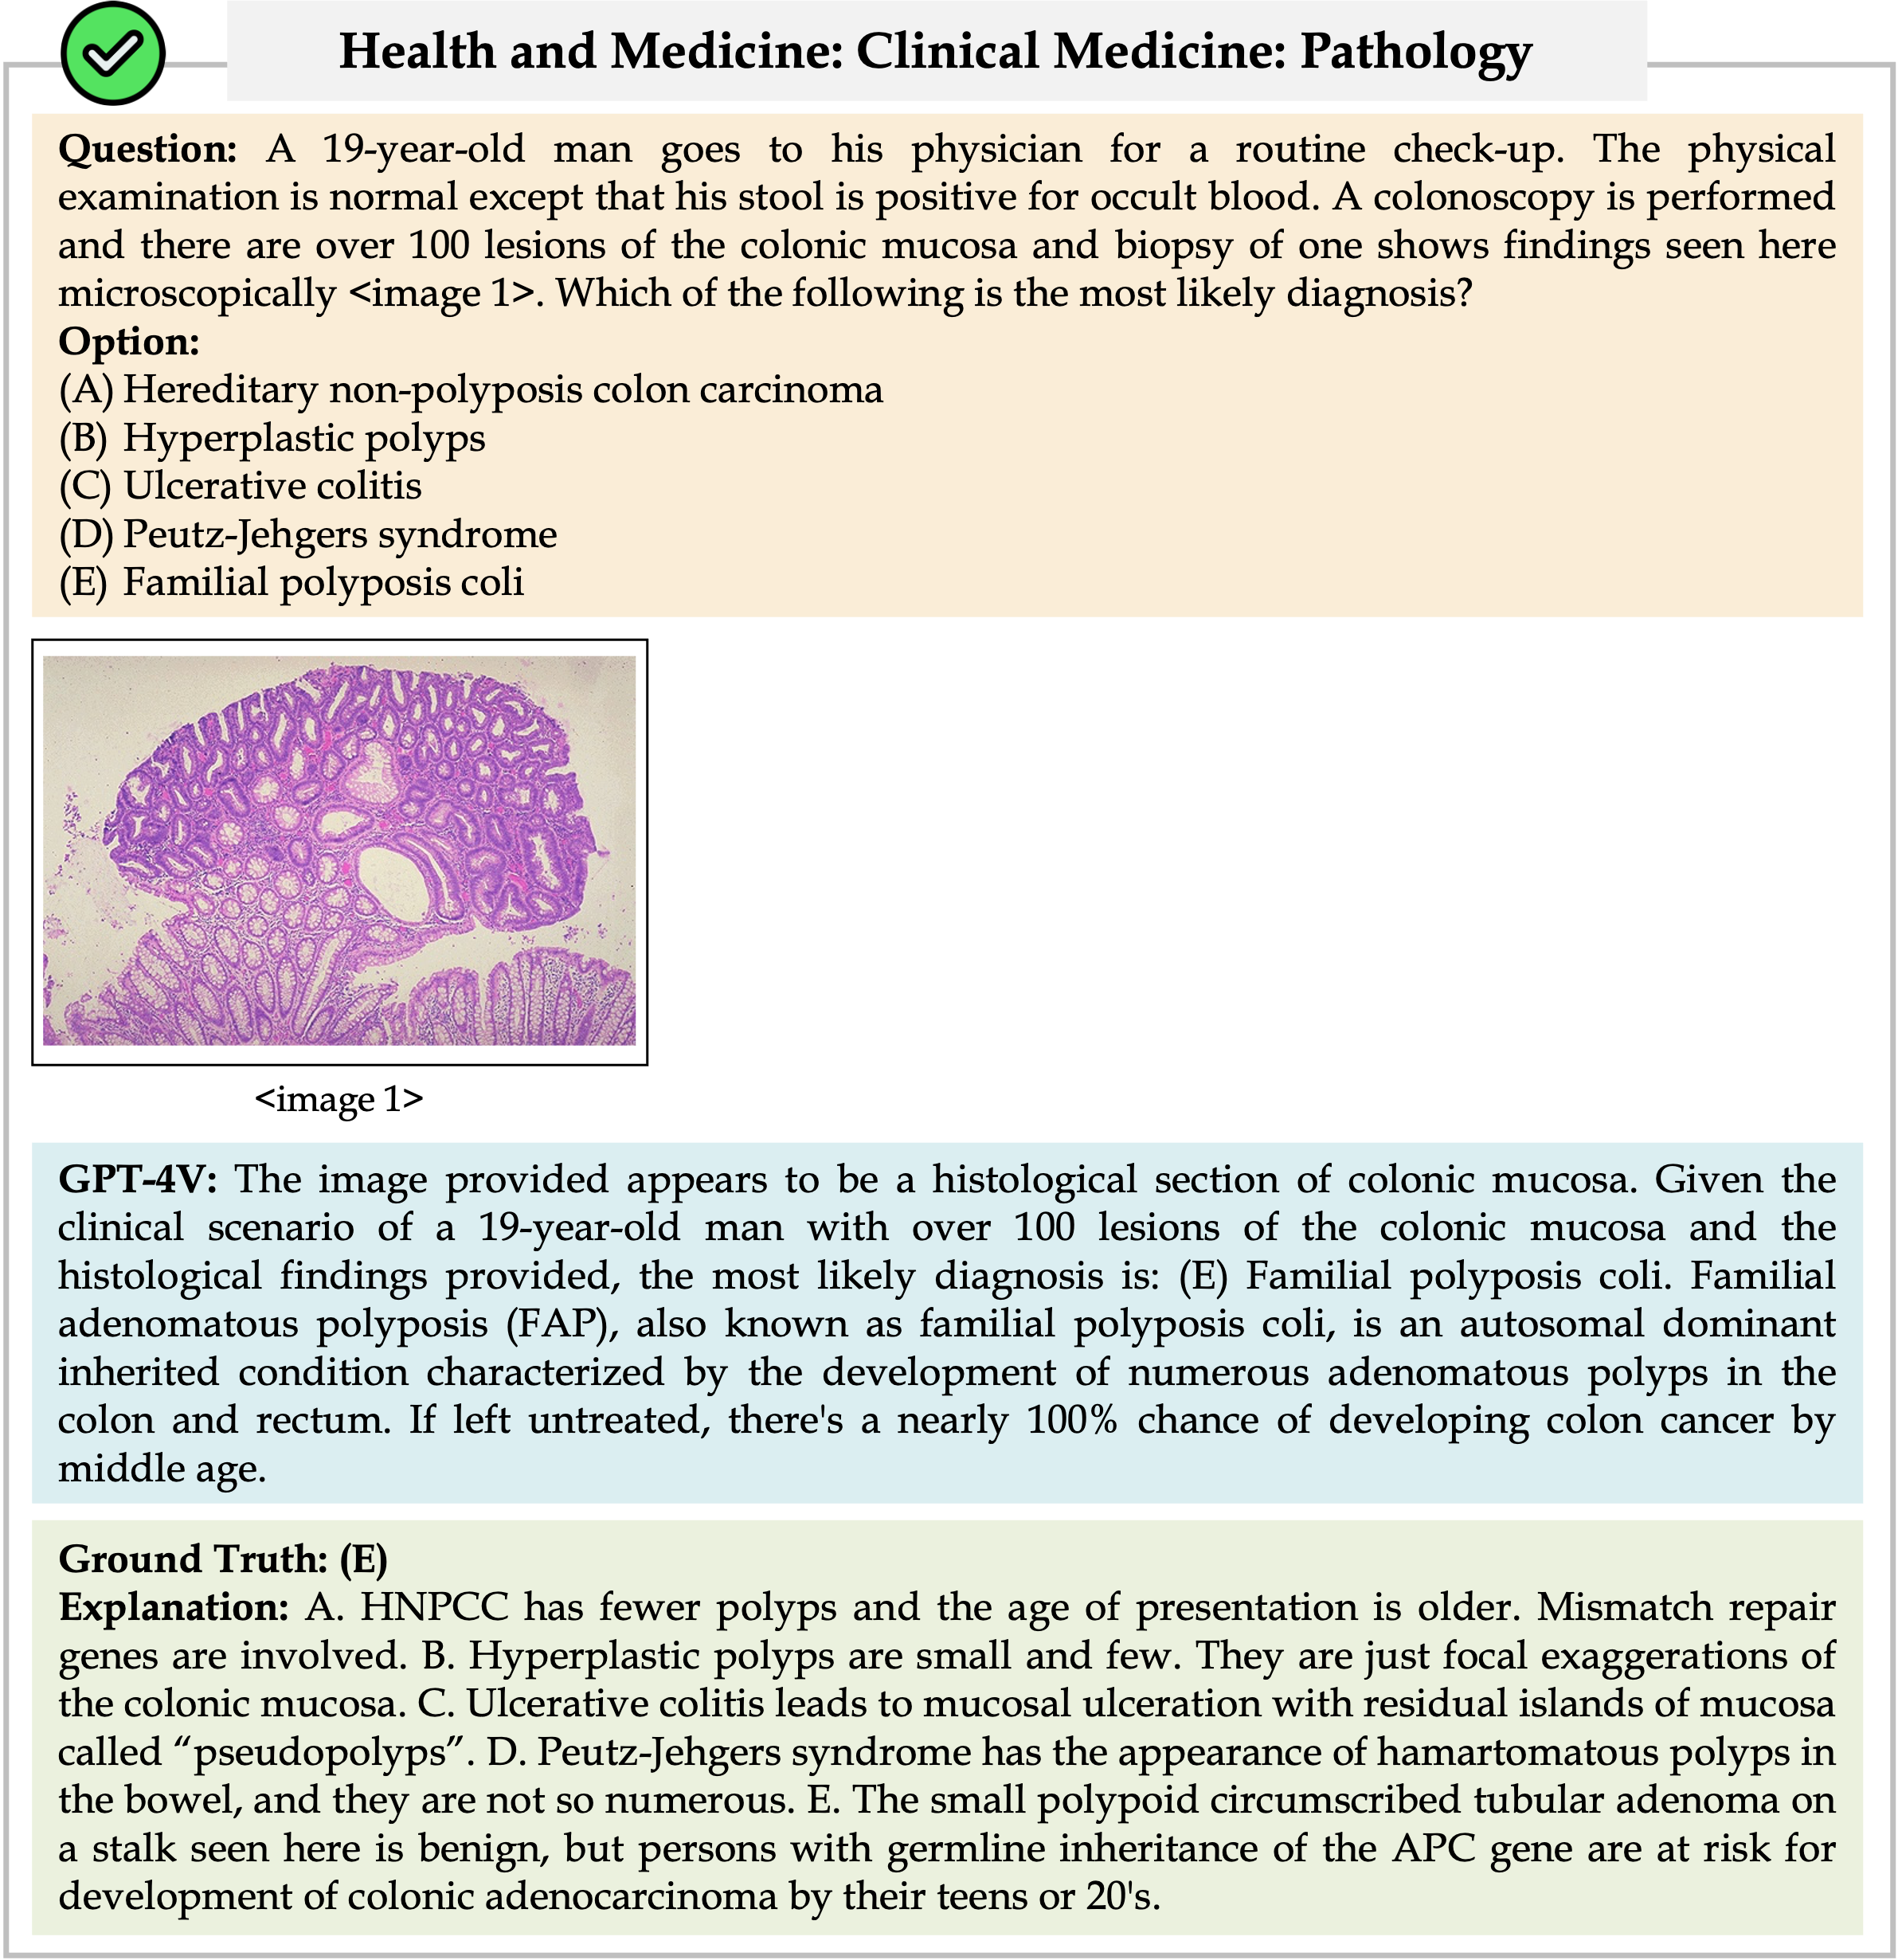 Health and Medicine: Clinical Medicine: Pathology
Question: A 19-year-old man goes to his physician for a routine check-up. The physical
examination is normal except that his stool is positive for occult blood. A colonoscopy is performed
and there are over 100 lesions of the colonic mucosa and biopsy of one shows findings seen here
microscopically <image 1>. Which of the following is the most likely diagnosis?
Option:
(A) Hereditary non-polyposis colon carcinoma
(B) Hyperplastic polyps
(C) Ulcerative colitis
(D) Peutz-Jehgers syndrome
(E) Familial polyposis coli
<image 1>
GPT-4V: The image provided appears to be a histological section of colonic mucosa. Given the
clinical scenario of a 19-year-old man with over 100 lesions of the colonic mucosa and the
histological findings provided, the most likely diagnosis is: (E) Familial polyposis coli. Familial
adenomatous polyposis (FAP), also known as familial polyposis coli, is an autosomal dominant
inherited condition characterized by the development of numerous adenomatous polyps in the
colon and rectum. If left untreated, there's a nearly 100% chance of developing colon cancer by
middle age.
Ground Truth: (E)
Explanation: A. HNPCC has fewer polyps and the age of presentation is older. Mismatch repair
genes are involved. B. Hyperplastic polyps are small and few. They are just focal exaggerations of
the colonic mucosa. C. Ulcerative colitis leads to mucosal ulceration with residual islands of mucosa
called “pseudopolyps”. D. Peutz-Jehgers syndrome has the appearance of hamartomatous polyps in
the bowel, and they are not so numerous. E. The small polypoid circumscribed tubular adenoma on
a stalk seen here is benign, but persons with germline inheritance of the APC gene are at risk for
development of colonic adenocarcinoma by their teens or 20's.